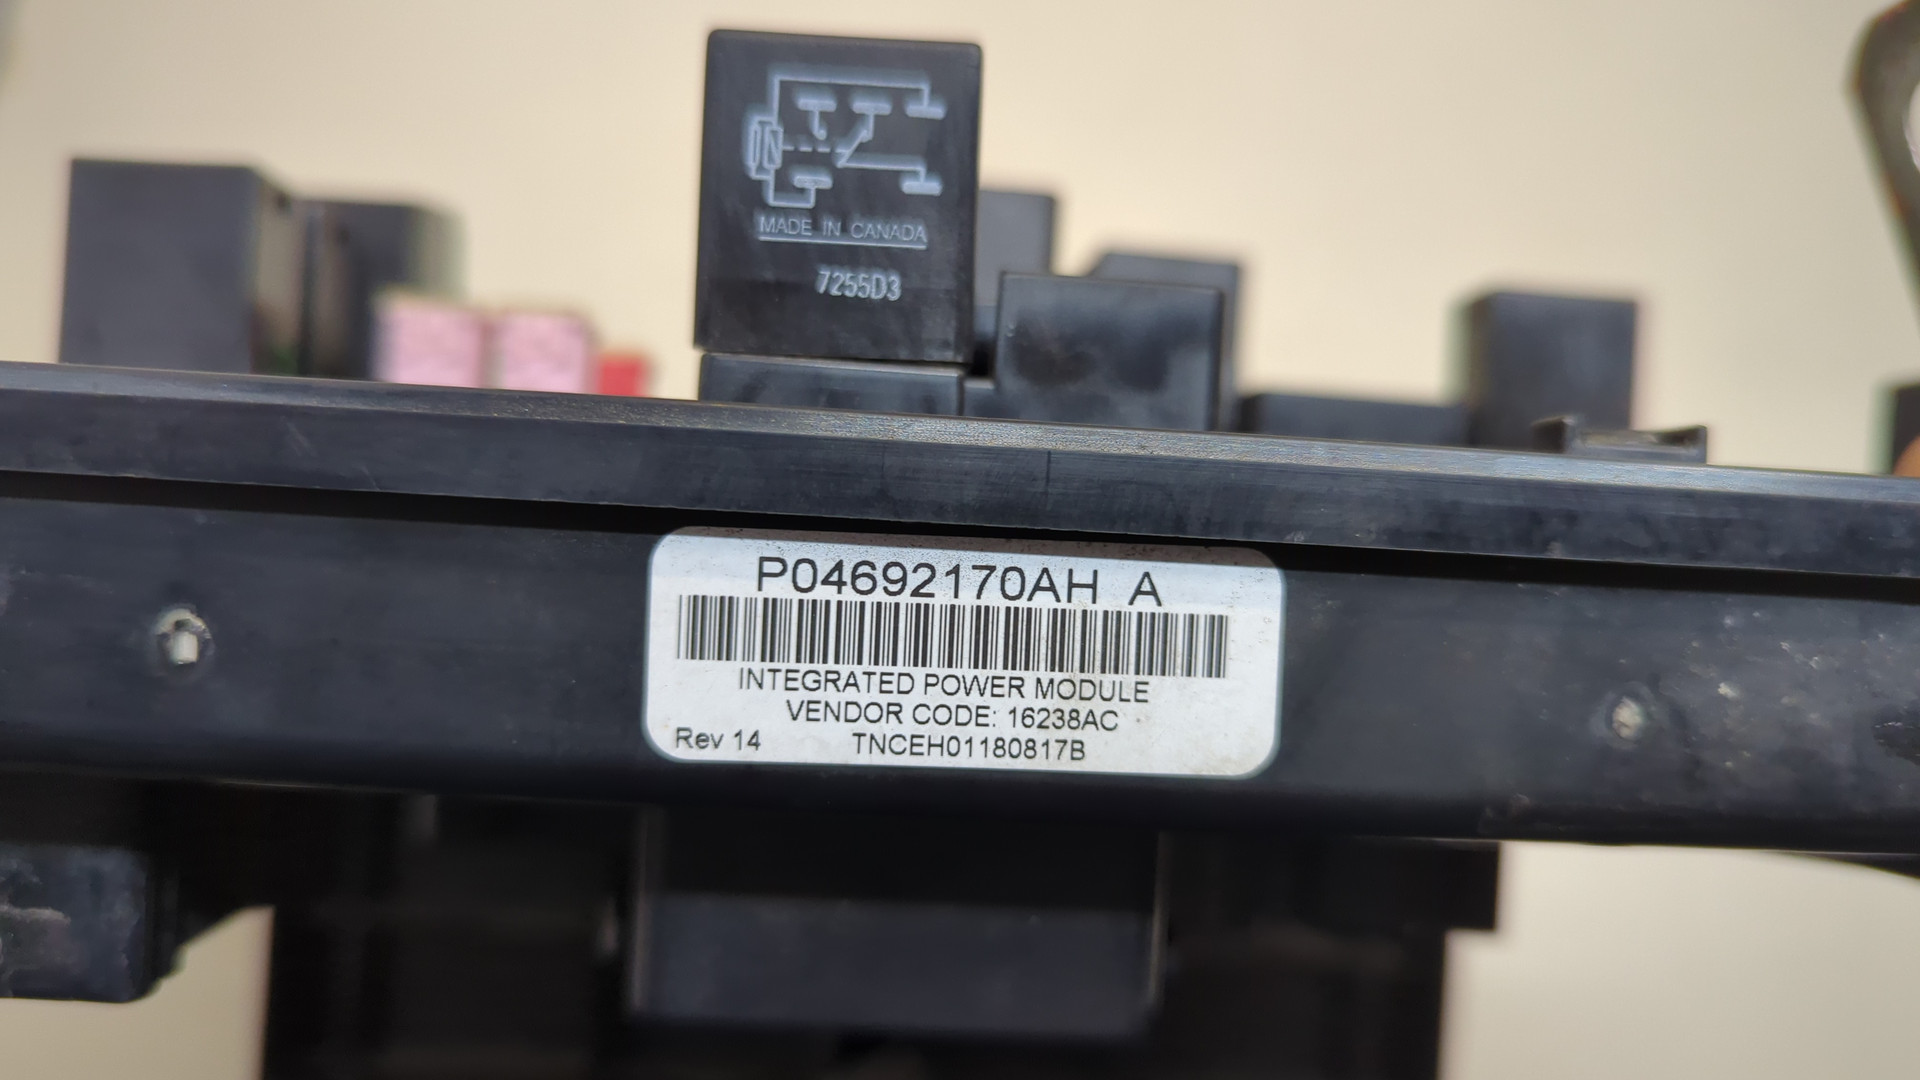 MADE IN CANADA
7255D3
P04692170AH A
INTEGRATED POWER MODULE
VENDOR CODE: 16238AC
Rev 14 TNCEH01180817B